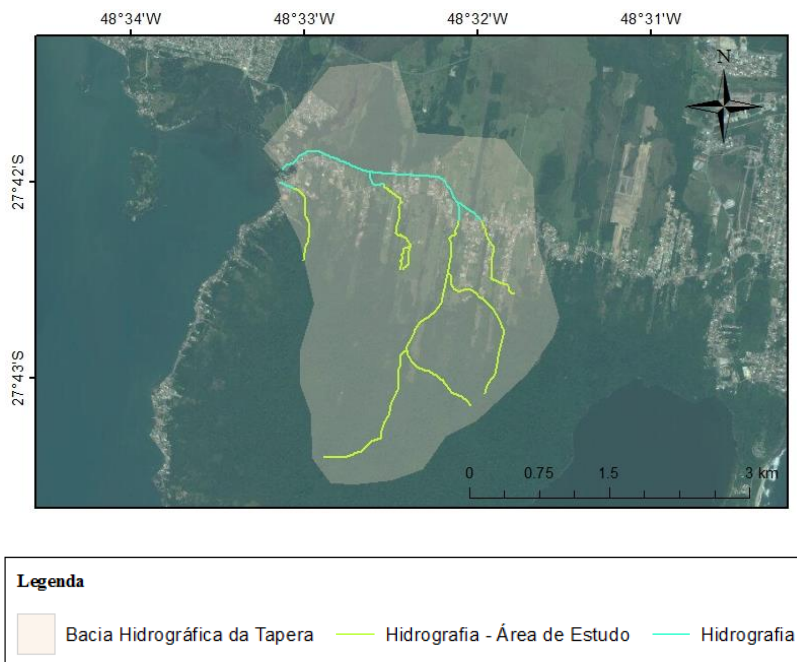 48°34'W 48°33'W 48°32'W 48°31'W
N
27°42'S
27°43'S
0 0.75 1.5 3 km
Legenda
Bacia Hidrográfica da Tapera Hidrografia - Área de Estudo Hidrografia